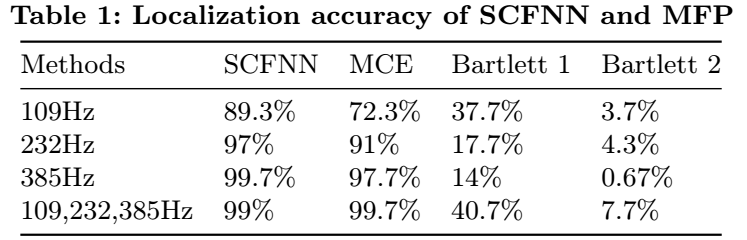 Table 1: Localization accuracy of SCFNN and MFP
Methods SCFNN MCE Bartlett 1 Bartlett 2
109Hz 89.3% 72.3% 37.7% 3.7%
232Hz 97% 91% 17.7% 4.3%
385Hz 99.7% 97.7% 14% 0.67%
109,232,385Hz 99% 99.7% 40.7% 7.7%